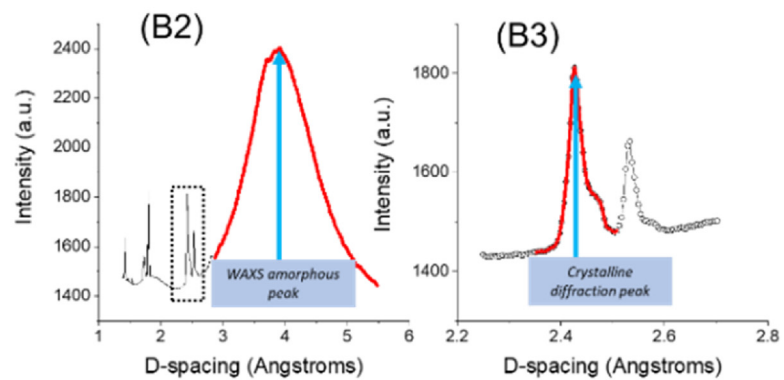 (B2)
2400
2200
2000
1800
1600
1400
Intensity (a.u.)
WAXS amorphous
peak
1 2 3 4 5 6
D-spacing (Angstroms)
(B3)
1800
1600
1400
Intensity (a.u.)
Crystalline
diffraction peak
2.2 2.4 2.6 2.8
D-spacing (Angstroms)